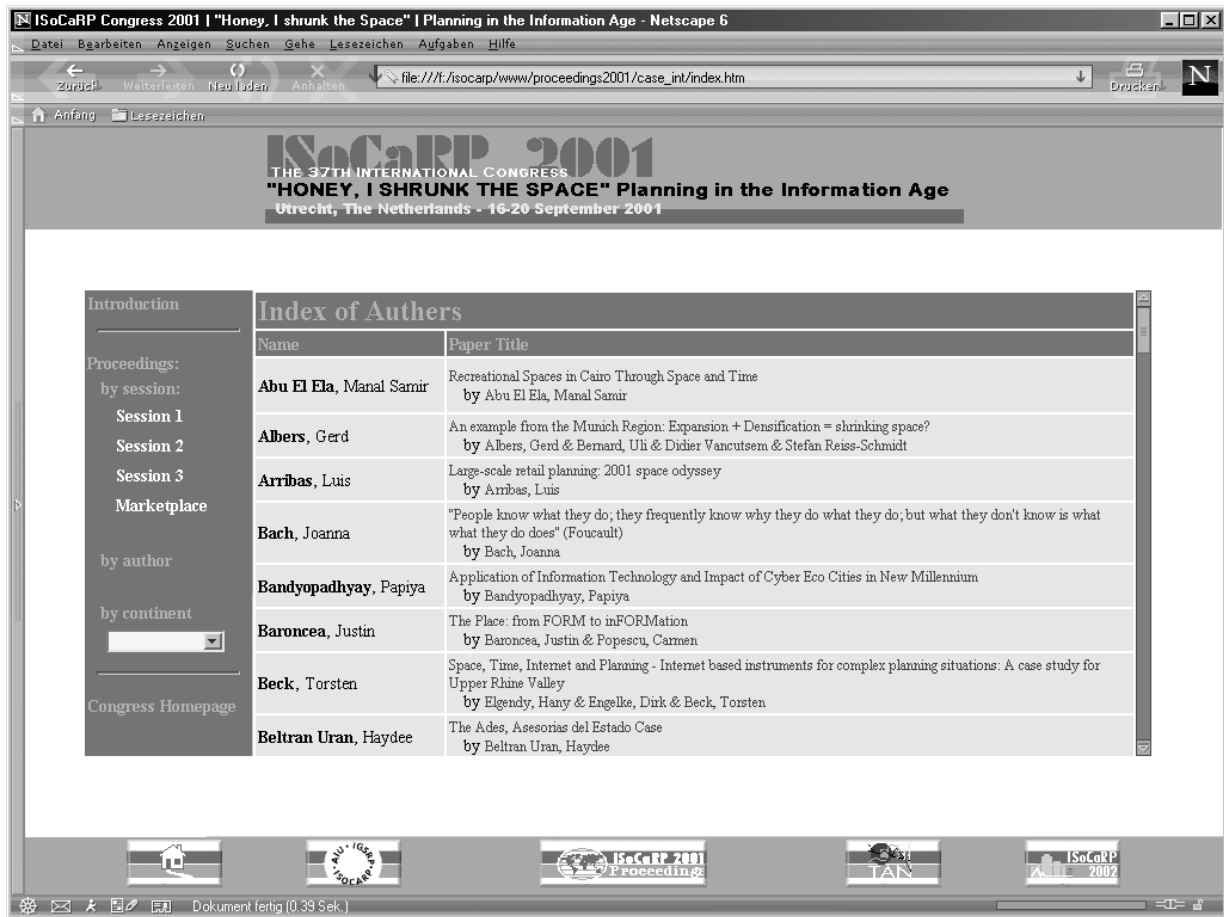 ISoCaRP Congress 2001 | "Honey, I shrunk the Space" | Planning in the Information Age - Netscape 6
Datei Bearbeiten Anzeigen Suchen Gehe Lesezeichen Aufgaben Hilfe
Zurück Weiterleiten Neu laden Anhalten file:///f:/isocarp/www/proceedings2001/case_int/index.htm Drucken N
Anfang Lesezeichen
ISoCaRP 2001
THE 37TH INTERNATIONAL CONGRESS
"HONEY, I SHRUNK THE SPACE" Planning in the Information Age
Utrecht, The Netherlands - 16-20 September 2001
Introduction
Proceedings:
by session:
Session 1
Session 2
Session 3
Marketplace
by author
by continent
Congress Homepage
Index of Authers
Name Paper Title
Abu El Ela, Manal Samir
Recreational Spaces in Cairo Through Space and Time
by Abu El Ela, Manal Samir
Albers, Gerd
An example from the Munich Region: Expansion + Densification = shrinking space?
by Albers, Gerd & Bernard, Uli & Didier Vancutsem & Stefan Reiss-Schmidt
Arribas, Luis
Large-scale retail planning: 2001 space odyssey
by Arribas, Luis
Bach, Joanna
"People know what they do; they frequently know why they do what they do; but what they don't know is what
what they do does" (Foucault)
by Bach, Joanna
Bandyopadhyay, Papiya
Application of Information Technology and Impact of Cyber Eco Cities in New Millennium
by Bandyopadhyay, Papiya
Baroncea, Justin
The Place: from FORM to inFORMation
by Baroncea, Justin & Popescu, Carmen
Beck, Torsten
Space, Time, Internet and Planning - Internet based instruments for complex planning situations: A case study for
Upper Rhine Valley
by Elgendy, Hany & Engelke, Dirk & Beck, Torsten
Beltran Uran, Haydee
The Ades, Asesorias del Estado Case
by Beltran Uran, Haydee
AIU · IGSRP · ISOCARP
ISoCaRP 2001
Proceedings
TAN
ISoCaRP
2002
Dokument fertig (0.39 Sek.)